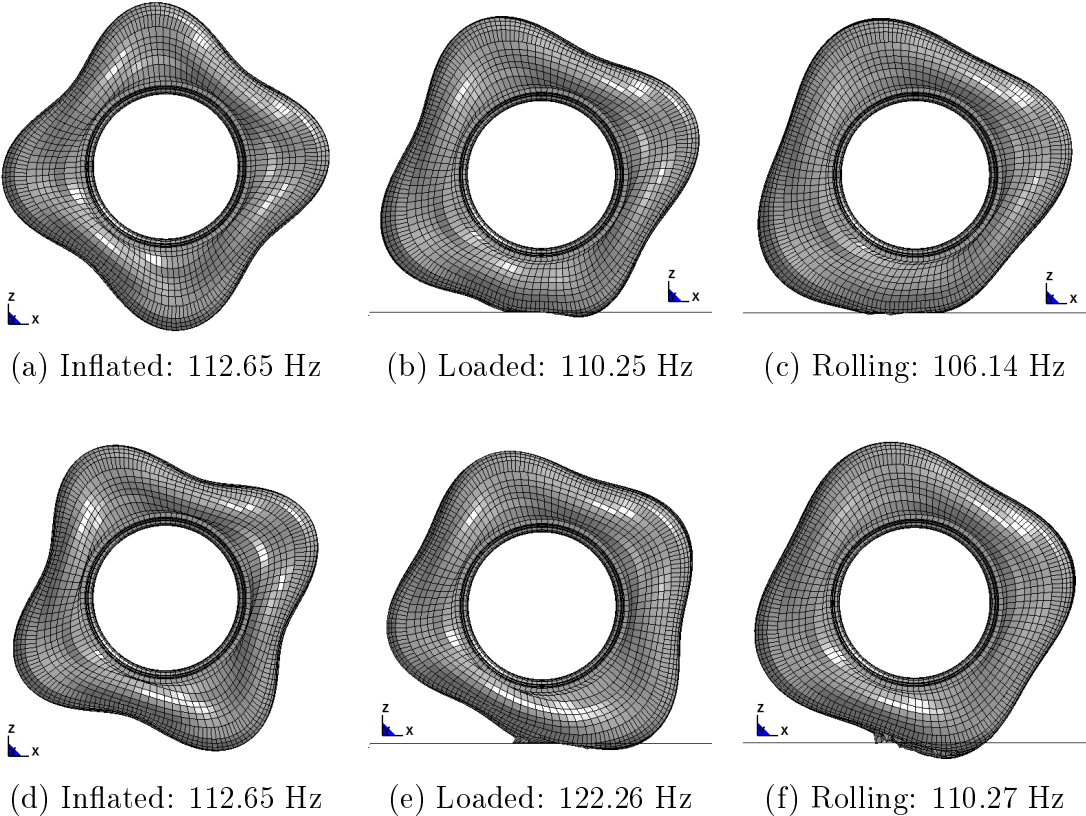 z
x
z
x
z
x
(a) Inflated: 112.65 Hz
(b) Loaded: 110.25 Hz
(c) Rolling: 106.14 Hz
z
x
z
x
z
x
(d) Inflated: 112.65 Hz
(e) Loaded: 122.26 Hz
(f) Rolling: 110.27 Hz